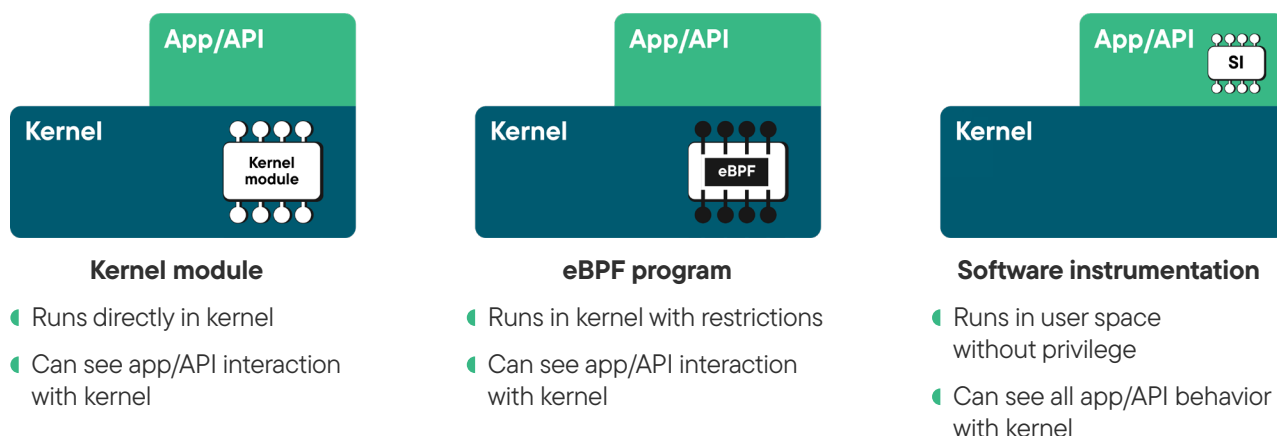 App/API
Kernel
Kernel
module
Kernel module
Runs directly in kernel
Can see app/API interaction
with kernel
App/API
Kernel
eBPF
eBPF program
Runs in kernel with restrictions
Can see app/API interaction
with kernel
App/API
SI
Kernel
Software instrumentation
Runs in user space
without privilege
Can see all app/API behavior
with kernel